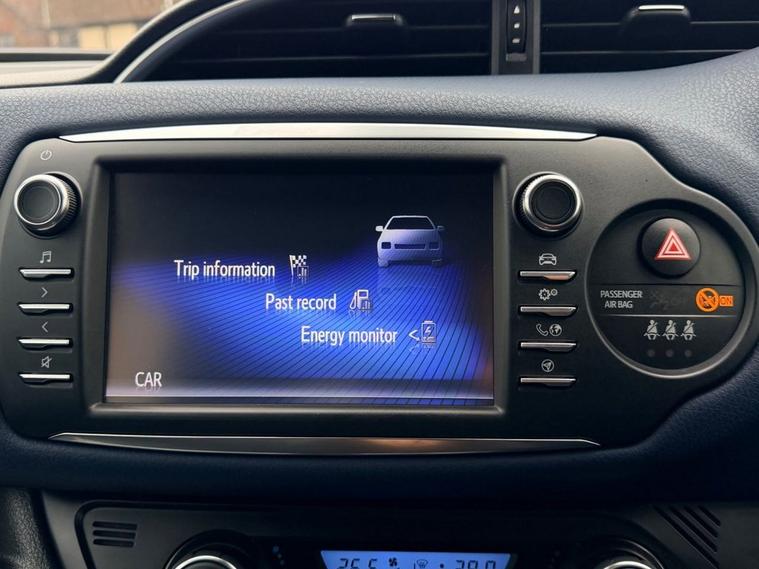 Trip information
Past record
Energy monitor
CAR
PASSENGER
AIR BAG
ON